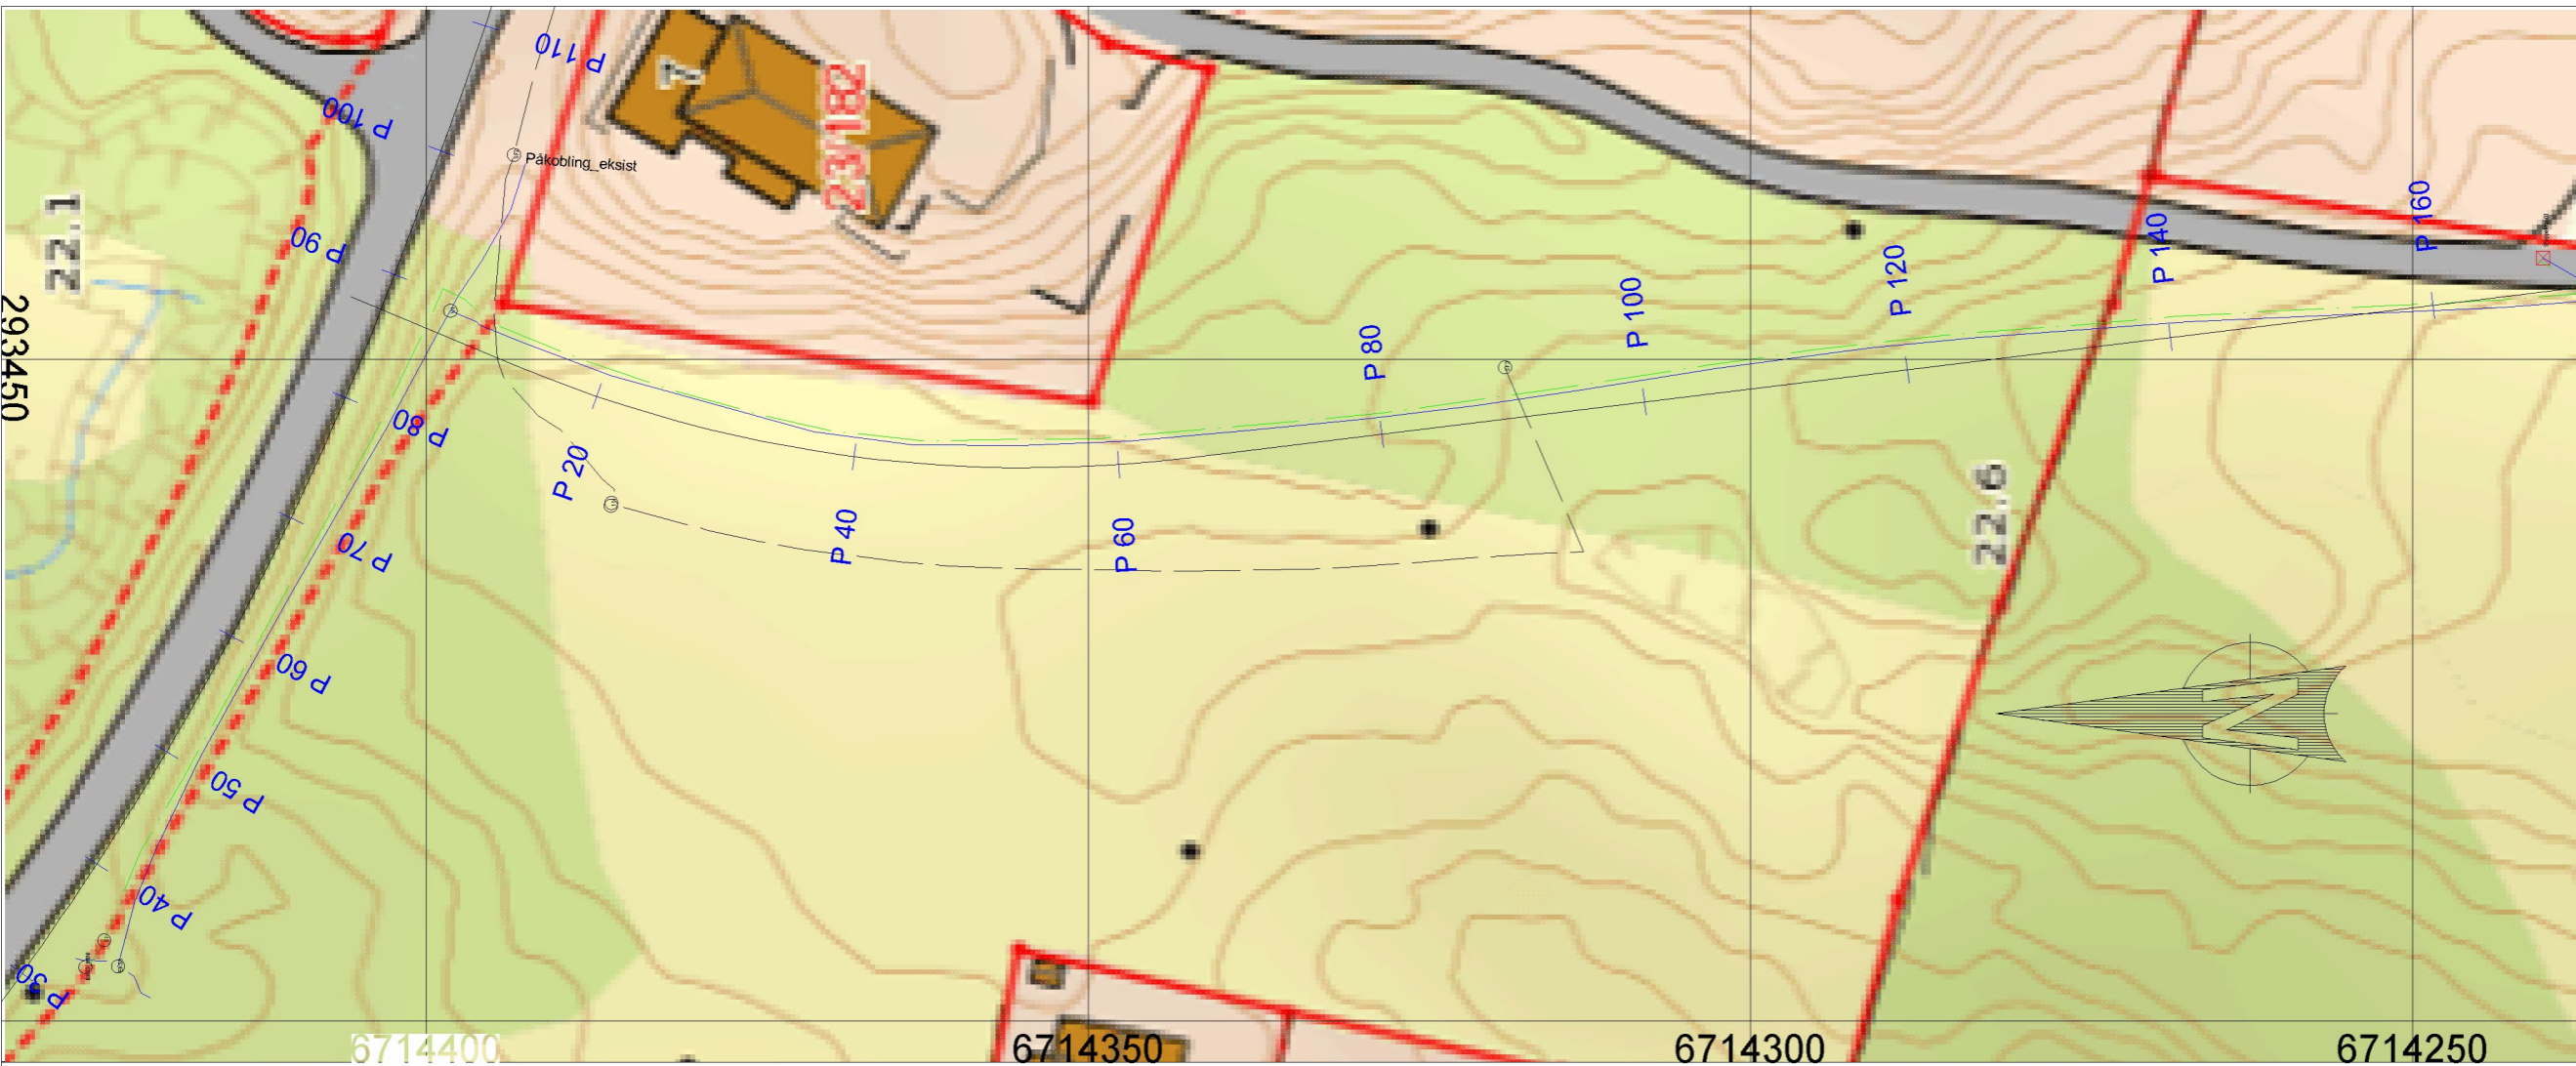 P 110
7
23/182
P 100
Påkobling_eksist
22.1
P 90
P 140
P 160
P 120
P 100
P 80
293450
P 80
P 20
P 40
P 60
22.6
P 70
P 60
P 50
P 40
P 30
N
6714400
6714350
6714300
6714250